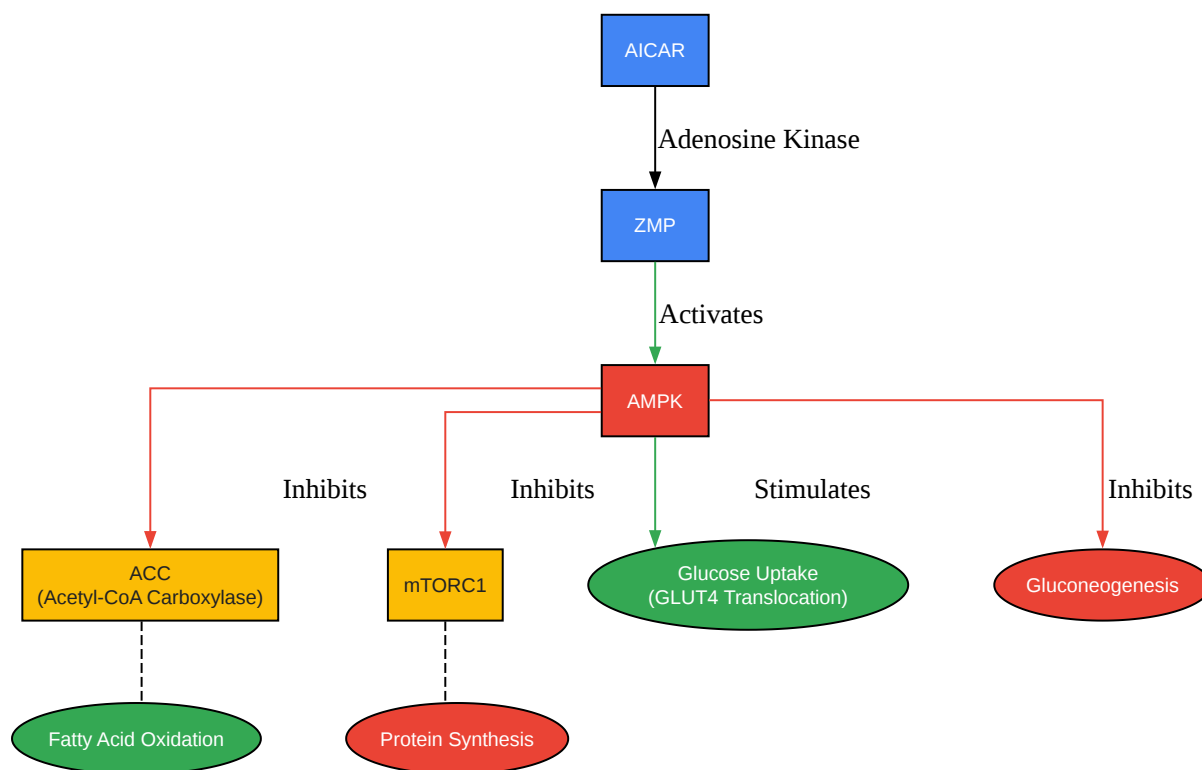 AICAR
Adenosine Kinase
ZMP
Activates
AMPK
Inhibits
Inhibits
Stimulates
Inhibits
ACC
(Acetyl-CoA Carboxylase)
mTORC1
Glucose Uptake
(GLUT4 Translocation)
Gluconeogenesis
Fatty Acid Oxidation
Protein Synthesis